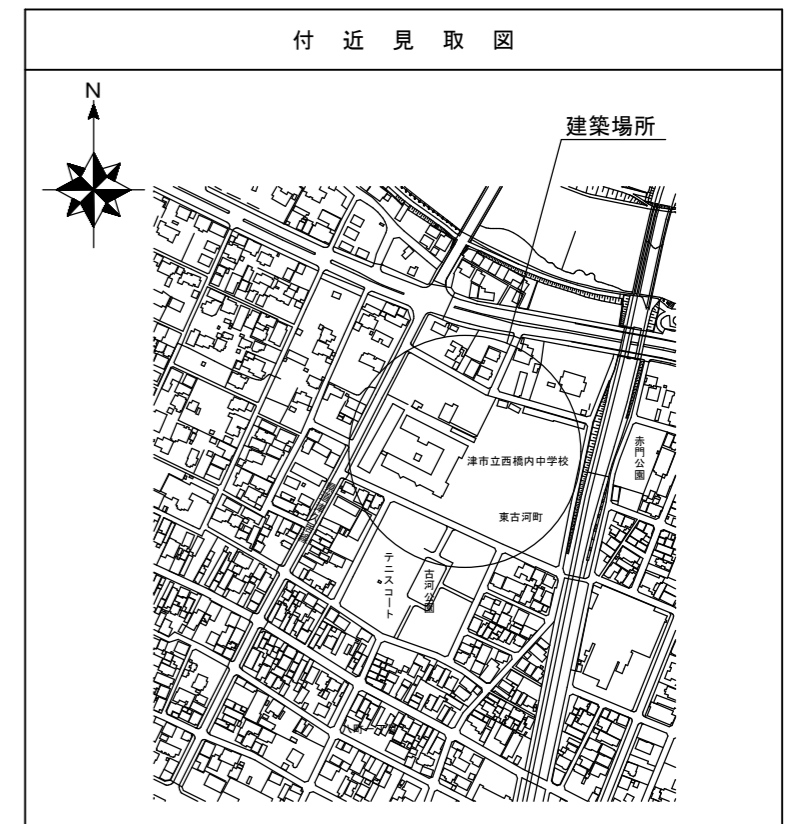 付近見取図
N
建築場所
津市立西橋内中学校
赤門公園
東古河町
テニスコート
古河公園